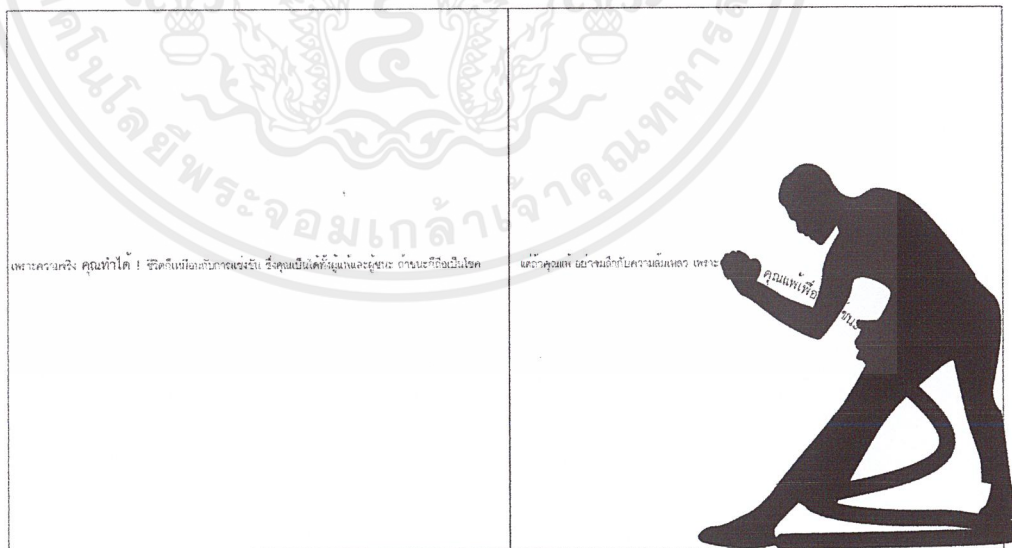 คโนโลยีพระจอมเกล้าเจ้าคุณทหารล
เพราะความจริง คุณทำได้ ! ชีวิตก็เหมือนกับการแข่งขัน ซึ่งคุณเป็นได้ทั้งผู้แพ้และผู้ชนะ ถ้าชนะก็ถือเป็นโชค
แต่ถ้าคุณแพ้ อย่าจมลึกกับความล้มเหลว เพราะ
คุณแพ้เพื่อ